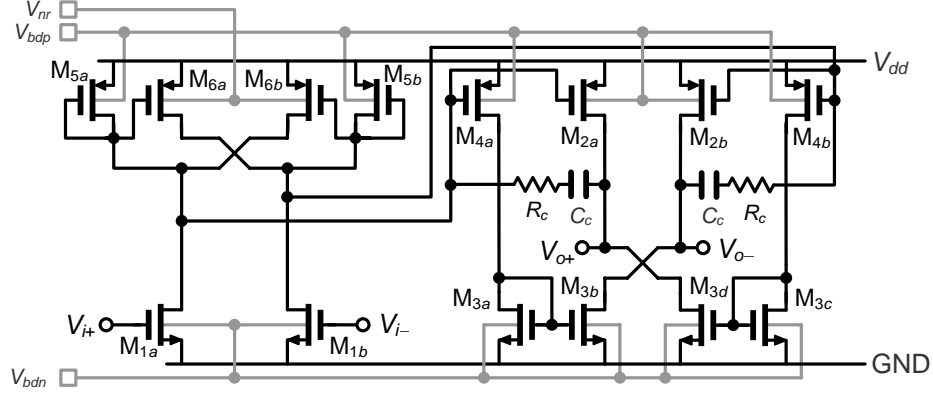 Vnr
Vbdp
Vdd
M5a M6a M6b M5b
M4a M2a M2b M4b
Rc Cc Cc Rc
Vo+ Vo−
M3a M3b M3d M3c
Vi+ M1a M1b Vi−
GND
Vbdn